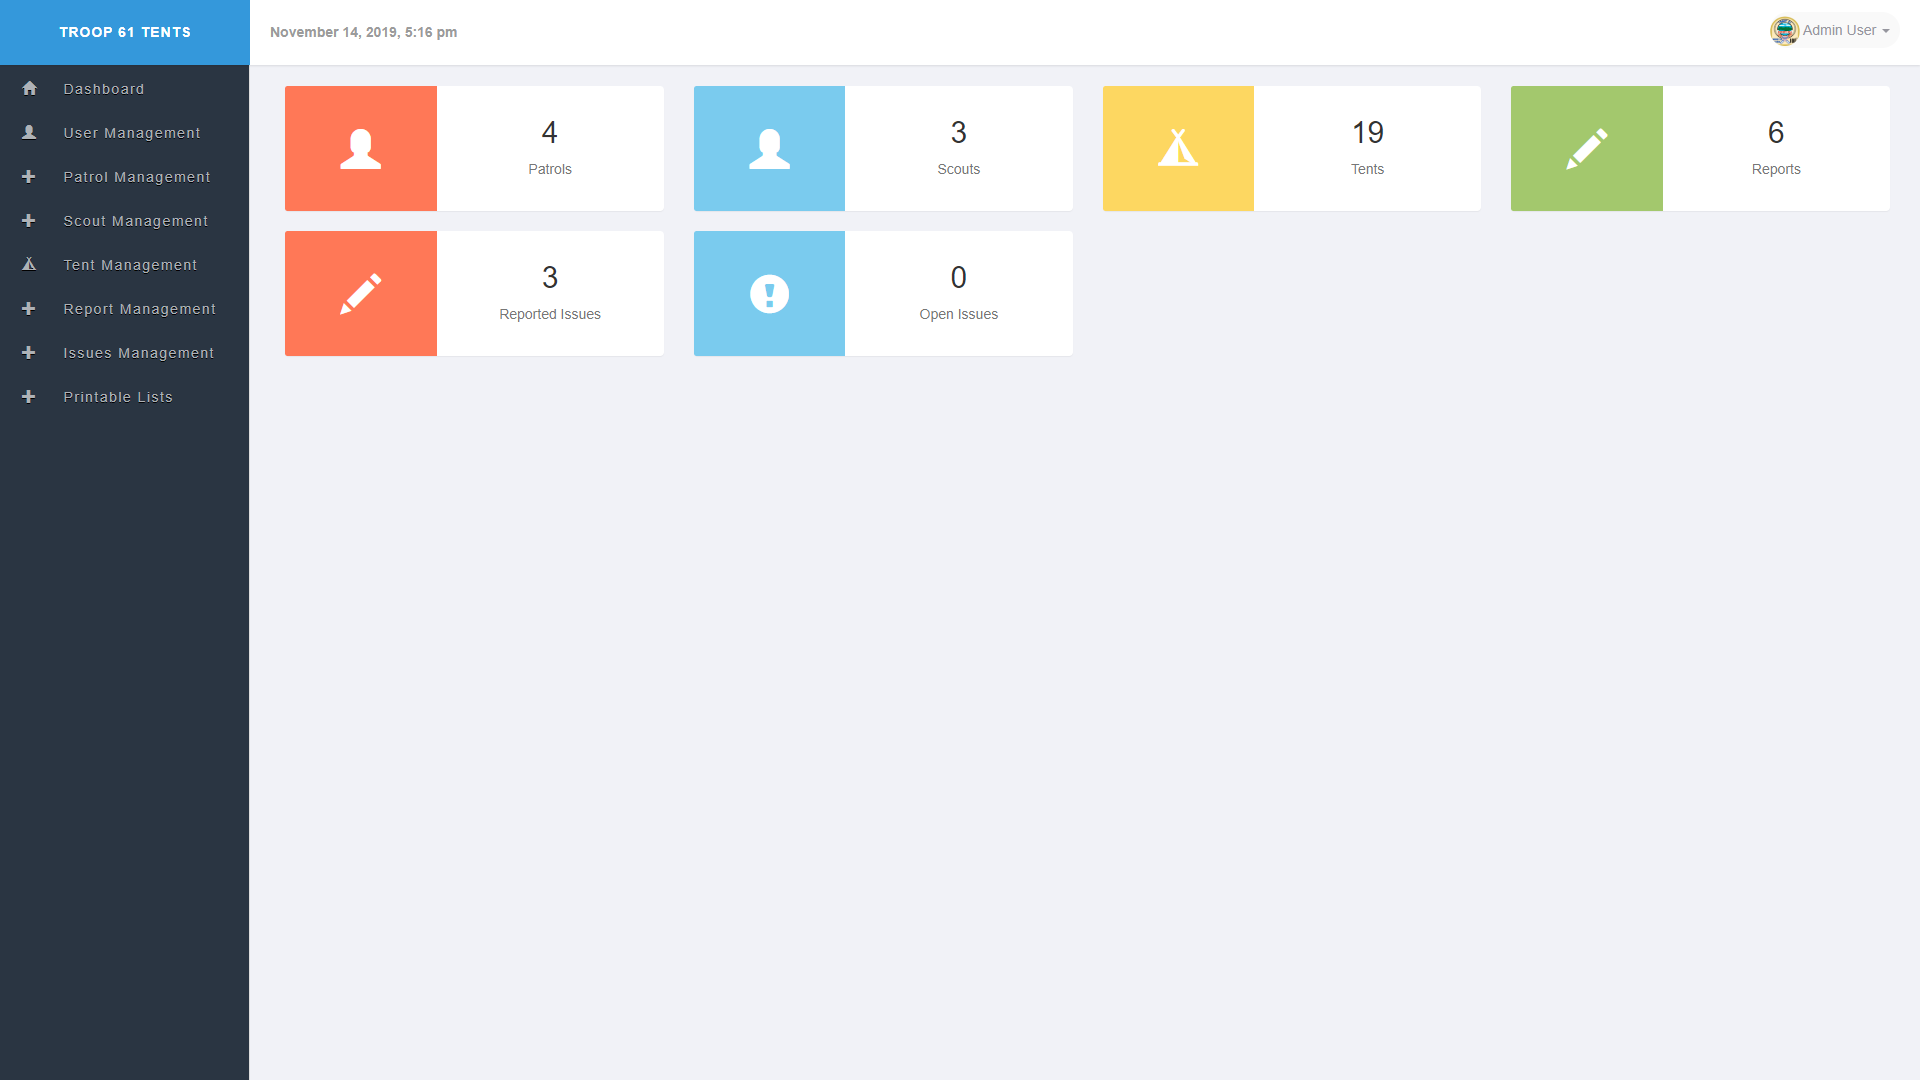 TROOP 61 TENTS
November 14, 2019, 5:16 pm
Admin User
Dashboard
User Management
Patrol Management
Scout Management
Tent Management
Report Management
Issues Management
Printable Lists
4
Patrols
3
Scouts
19
Tents
6
Reports
3
Reported Issues
0
Open Issues